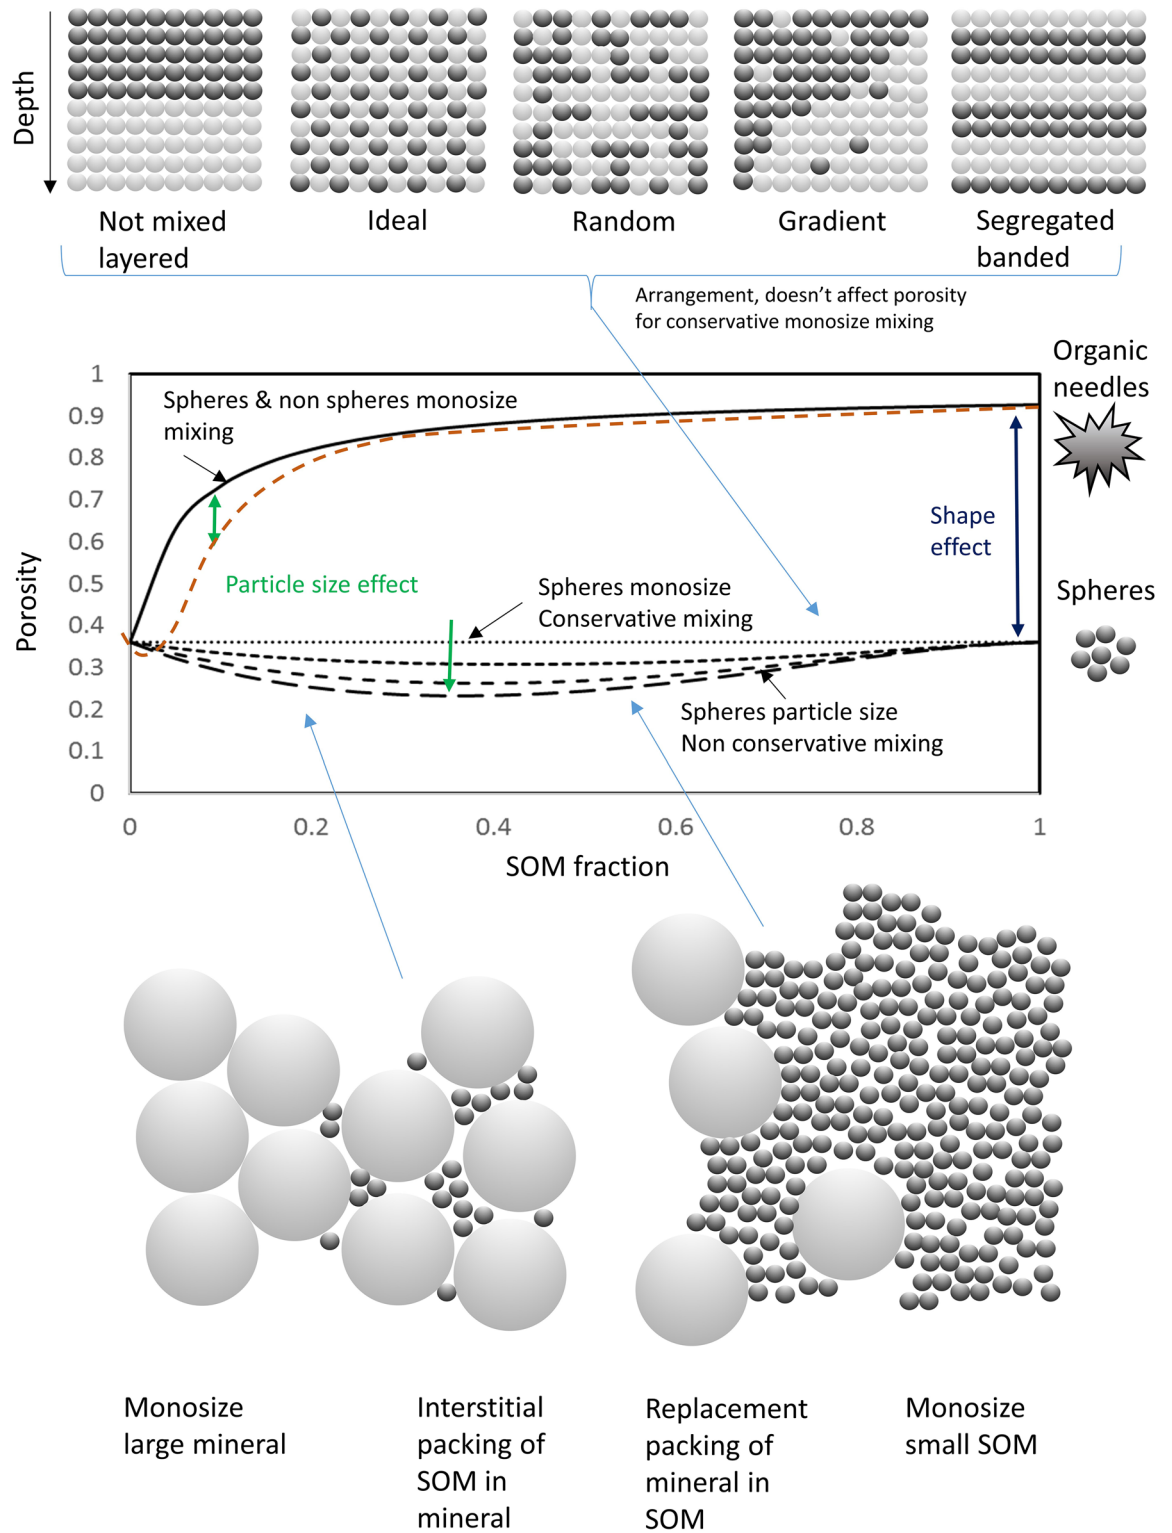 Depth
Not mixed
layered
Ideal
Random
Gradient
Segregated
banded
Arrangement, doesn't affect porosity
for conservative monosize mixing
Organic
needles
1
0.9
0.8
0.7
0.6
0.5
0.4
0.3
0.2
0.1
0
Porosity
Spheres & non spheres monosize
mixing
Shape
effect
Particle size effect
Spheres monosize
Conservative mixing
Spheres
Spheres particle size
Non conservative mixing
0
0.2
0.4
0.6
0.8
1
SOM fraction
Monosize
large mineral
Interstitial
packing of
SOM in
mineral
Replacement
packing of
mineral in
SOM
Monosize
small SOM